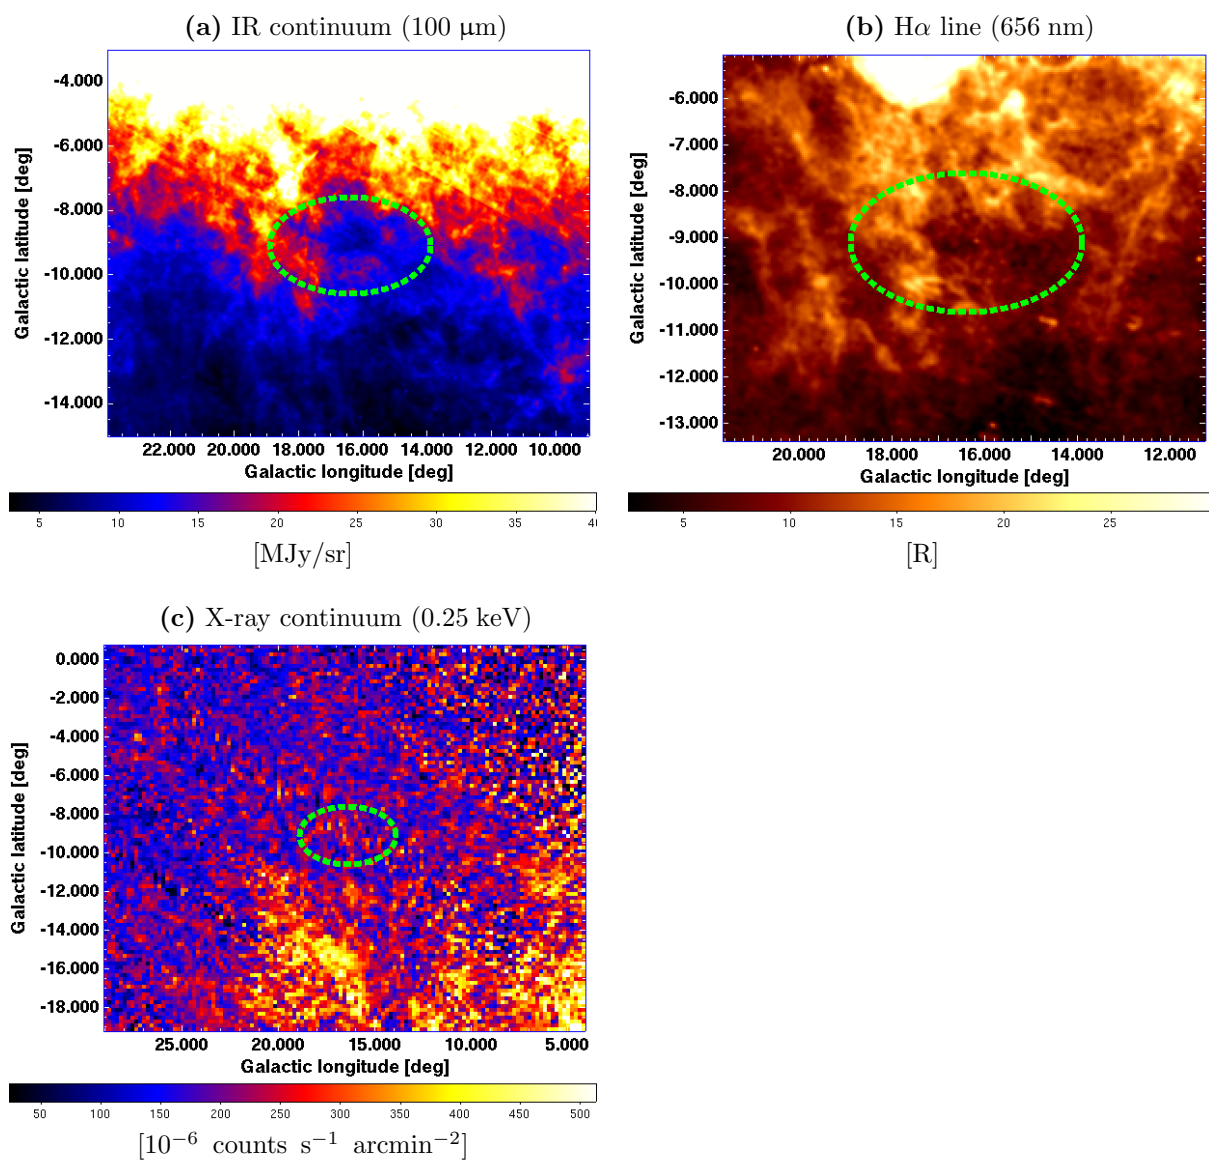 (a) IR continuum (100 μm)
-4.000
-6.000
-8.000
-10.000
-12.000
-14.000
Galactic latitude [deg]
22.000 20.000 18.000 16.000 14.000 12.000 10.000
Galactic longitude [deg]
5 10 15 20 25 30 35 40
[MJy/sr]
(b) Hα line (656 nm)
-6.000
-7.000
-8.000
-9.000
-10.000
-11.000
-12.000
-13.000
Galactic latitude [deg]
20.000 18.000 16.000 14.000 12.000
Galactic longitude [deg]
5 10 15 20 25
[R]
(c) X-ray continuum (0.25 keV)
0.000
-2.000
-4.000
-6.000
-8.000
-10.000
-12.000
-14.000
-16.000
-18.000
Galactic latitude [deg]
25.000 20.000 15.000 10.000 5.000
Galactic longitude [deg]
50 100 150 200 250 300 350 400 450 500
[10⁻⁶ counts s⁻¹ arcmin⁻²]